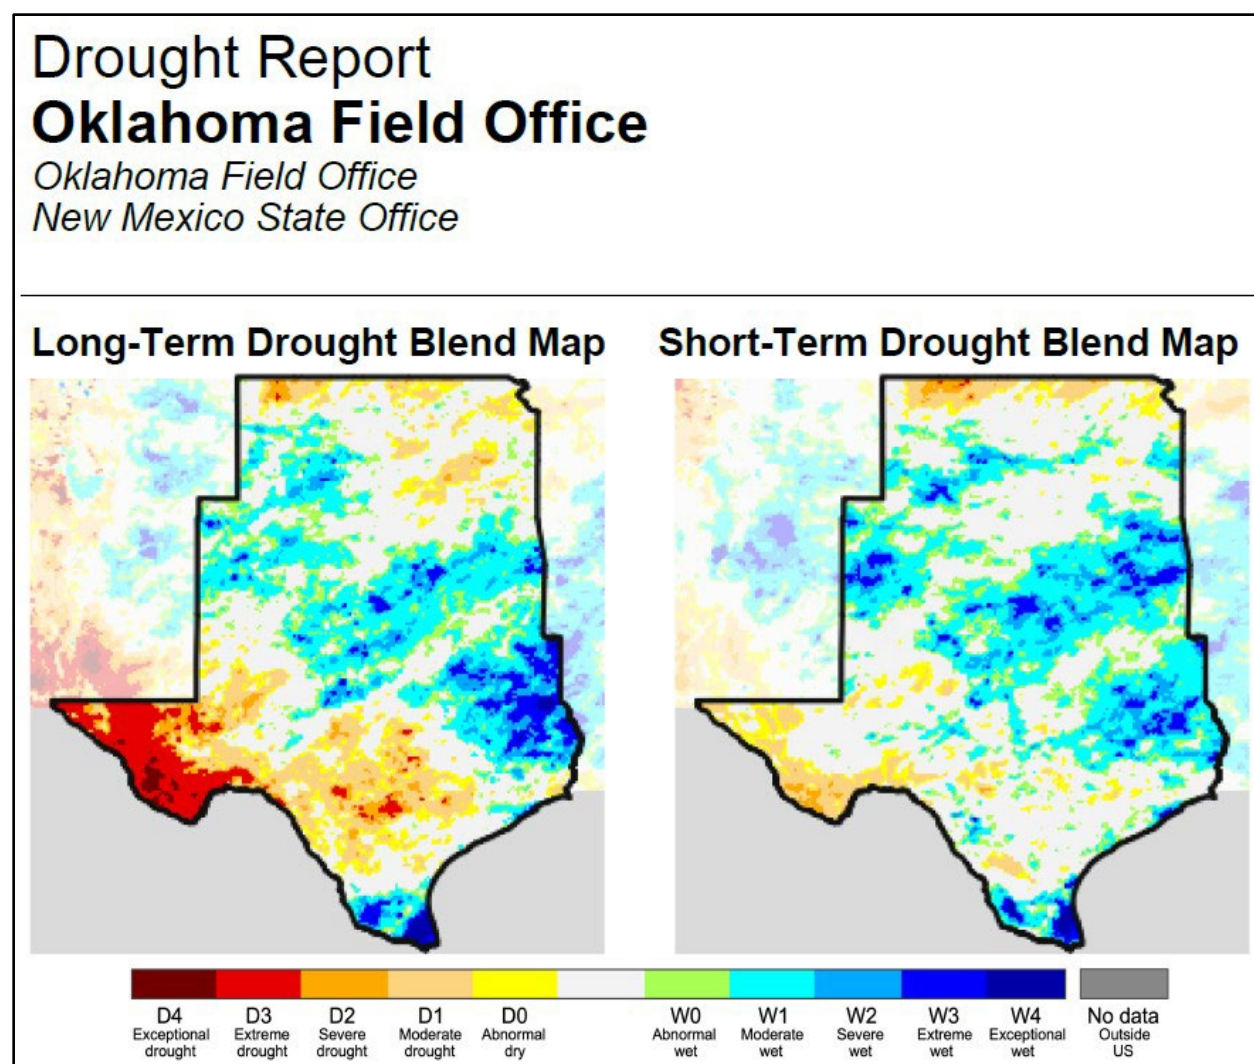 Drought Report
Oklahoma Field Office
Oklahoma Field Office
New Mexico State Office
Long-Term Drought Blend Map
Short-Term Drought Blend Map
D4
Exceptional
drought
D3
Extreme
drought
D2
Severe
drought
D1
Moderate
drought
D0
Abnormal
dry
W0
Abnormal
wet
W1
Moderate
wet
W2
Severe
wet
W3
Extreme
wet
W4
Exceptional
wet
No data
Outside
US